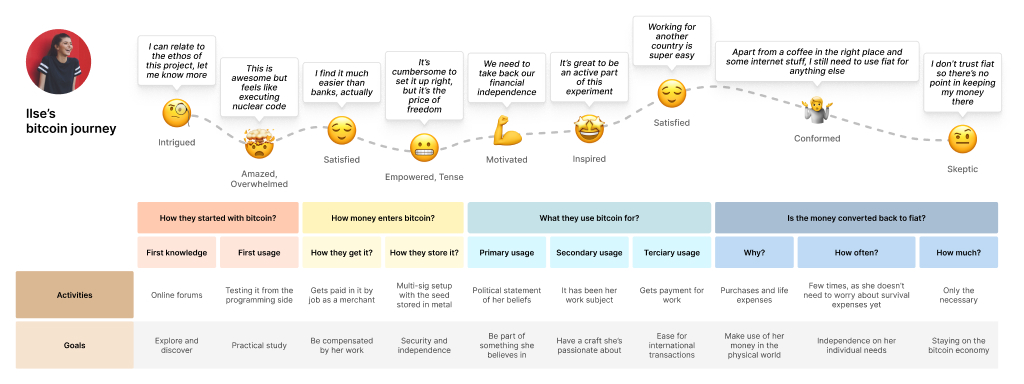 Ilse's
bitcoin journey
I can relate to
the ethos of
this project, let
me know more
Intrigued
This is
awesome but
feels like
executing
nuclear code
Amazed,
Overwhelmed
I find it much
easier than
banks, actually
Satisfied
It's
cumbersome to
set it up right,
but it's the
price of
freedom
Empowered, Tense
We need to
take back our
financial
independence
Motivated
It's great to be
an active part
of this
experiment
Inspired
Working for
another
country is
super easy
Satisfied
Apart from a coffee in the right place and
some internet stuff, I still need to use fiat for
anything else
Conformed
I don't trust fiat
so there's no
point in keeping
my money
there
Skeptic
How they started with bitcoin?
How money enters bitcoin?
What they use bitcoin for?
Is the money converted back to fiat?
First knowledge
First usage
How they get it?
How they store it?
Primary usage
Secondary usage
Terciary usage
Why?
How often?
How much?
Activities
Online forums
Testing it from the
programming side
Gets paid in it by
job as a merchant
Multi-sig setup
with the seed
stored in metal
Political statement
of her beliefs
It has been her
work subject
Gets payment for
work
Purchases and life
expenses
Few times, as she doesn't
need to worry about survival
expenses yet
Only the
necessary
Goals
Explore and
discover
Practical study
Be compensated
by her work
Security and
independence
Be part of
something she
believes in
Have a craft she's
passionate about
Ease for
international
transactions
Make use of her
money in the
physical world
Independence on her
individual needs
Staying on the
bitcoin economy